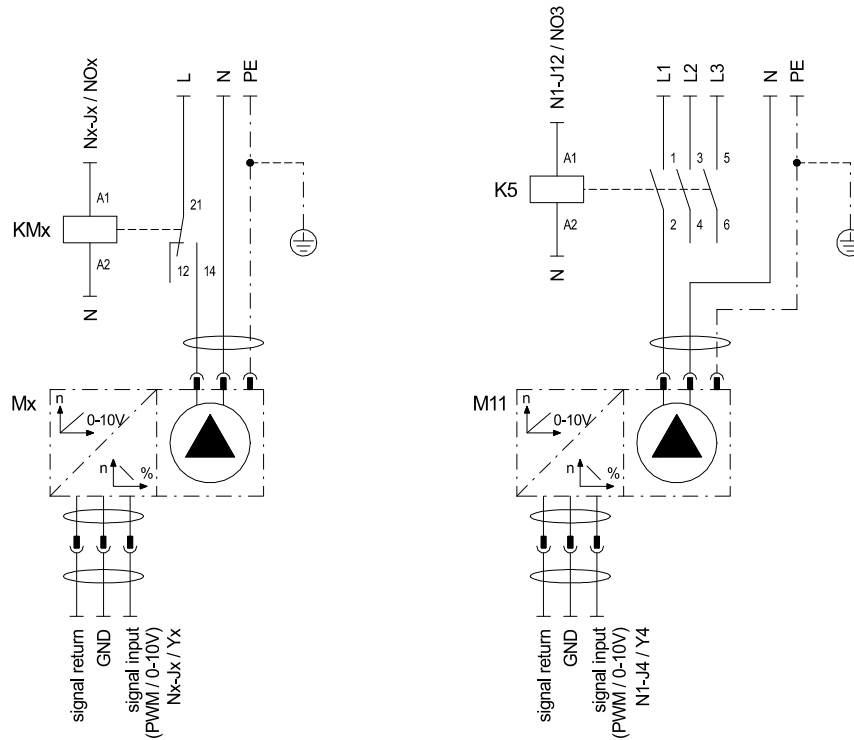 Nx-Jx / NOx
L
N
PE
A1
21
KMx
A2
12
14
N
Mx
n
0-10V
n
%
signal return
GND
signal input
(PWM / 0-10V)
Nx-Jx / Yx
N1-J12 / NO3
L1
L2
L3
N
PE
A1
1
3
5
K5
A2
2
4
6
N
M11
n
0-10V
n
%
signal return
GND
signal input
(PWM / 0-10V)
N1-J4 / Y4